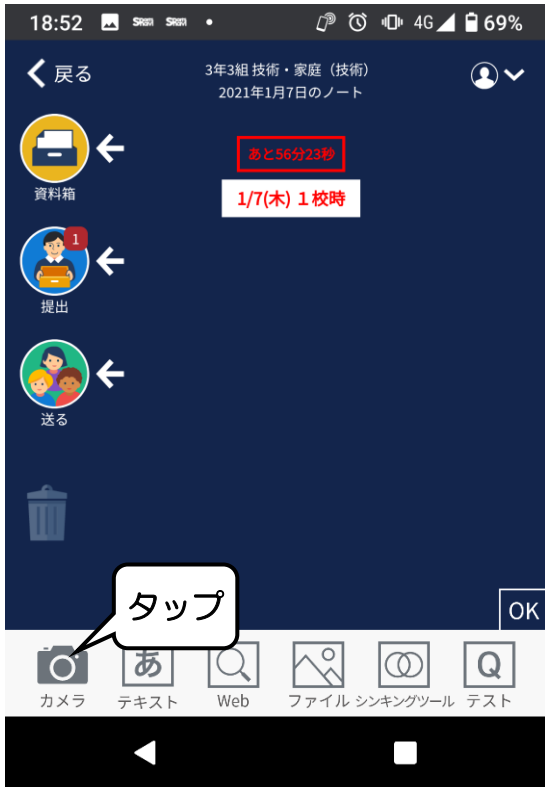 18:52
4G 69%
戻る
3年3組 技術・家庭（技術）
2021年1月7日のノート
あと56分23秒
1/7(木) １校時
資料箱
1
提出
送る
タップ
OK
あ
Q
カメラ
テキスト
Web
ファイル
シンキングツール
テスト